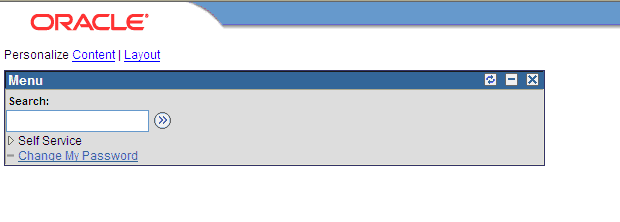 ORACLE®
Personalize Content | Layout
Menu
Search:
Self Service
Change My Password